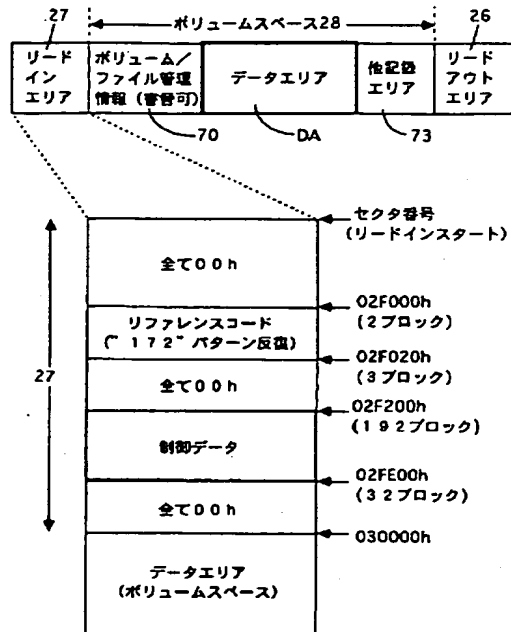 27
ボリュームスペース28
26
リード
イン
エリア
ボリューム／
ファイル管理
情報（書替可）
データエリア
他記録
エリア
リード
アウト
エリア
70
DA
73
セクタ番号
(リードインスタート)
全て00h
02F000h
(2ブロック)
リファレンスコード
("172"パターン反復)
02F020h
(3ブロック)
27
全て00h
02F200h
(192ブロック)
制御データ
02FE00h
(32ブロック)
全て00h
030000h
データエリア
(ボリュームスペース)